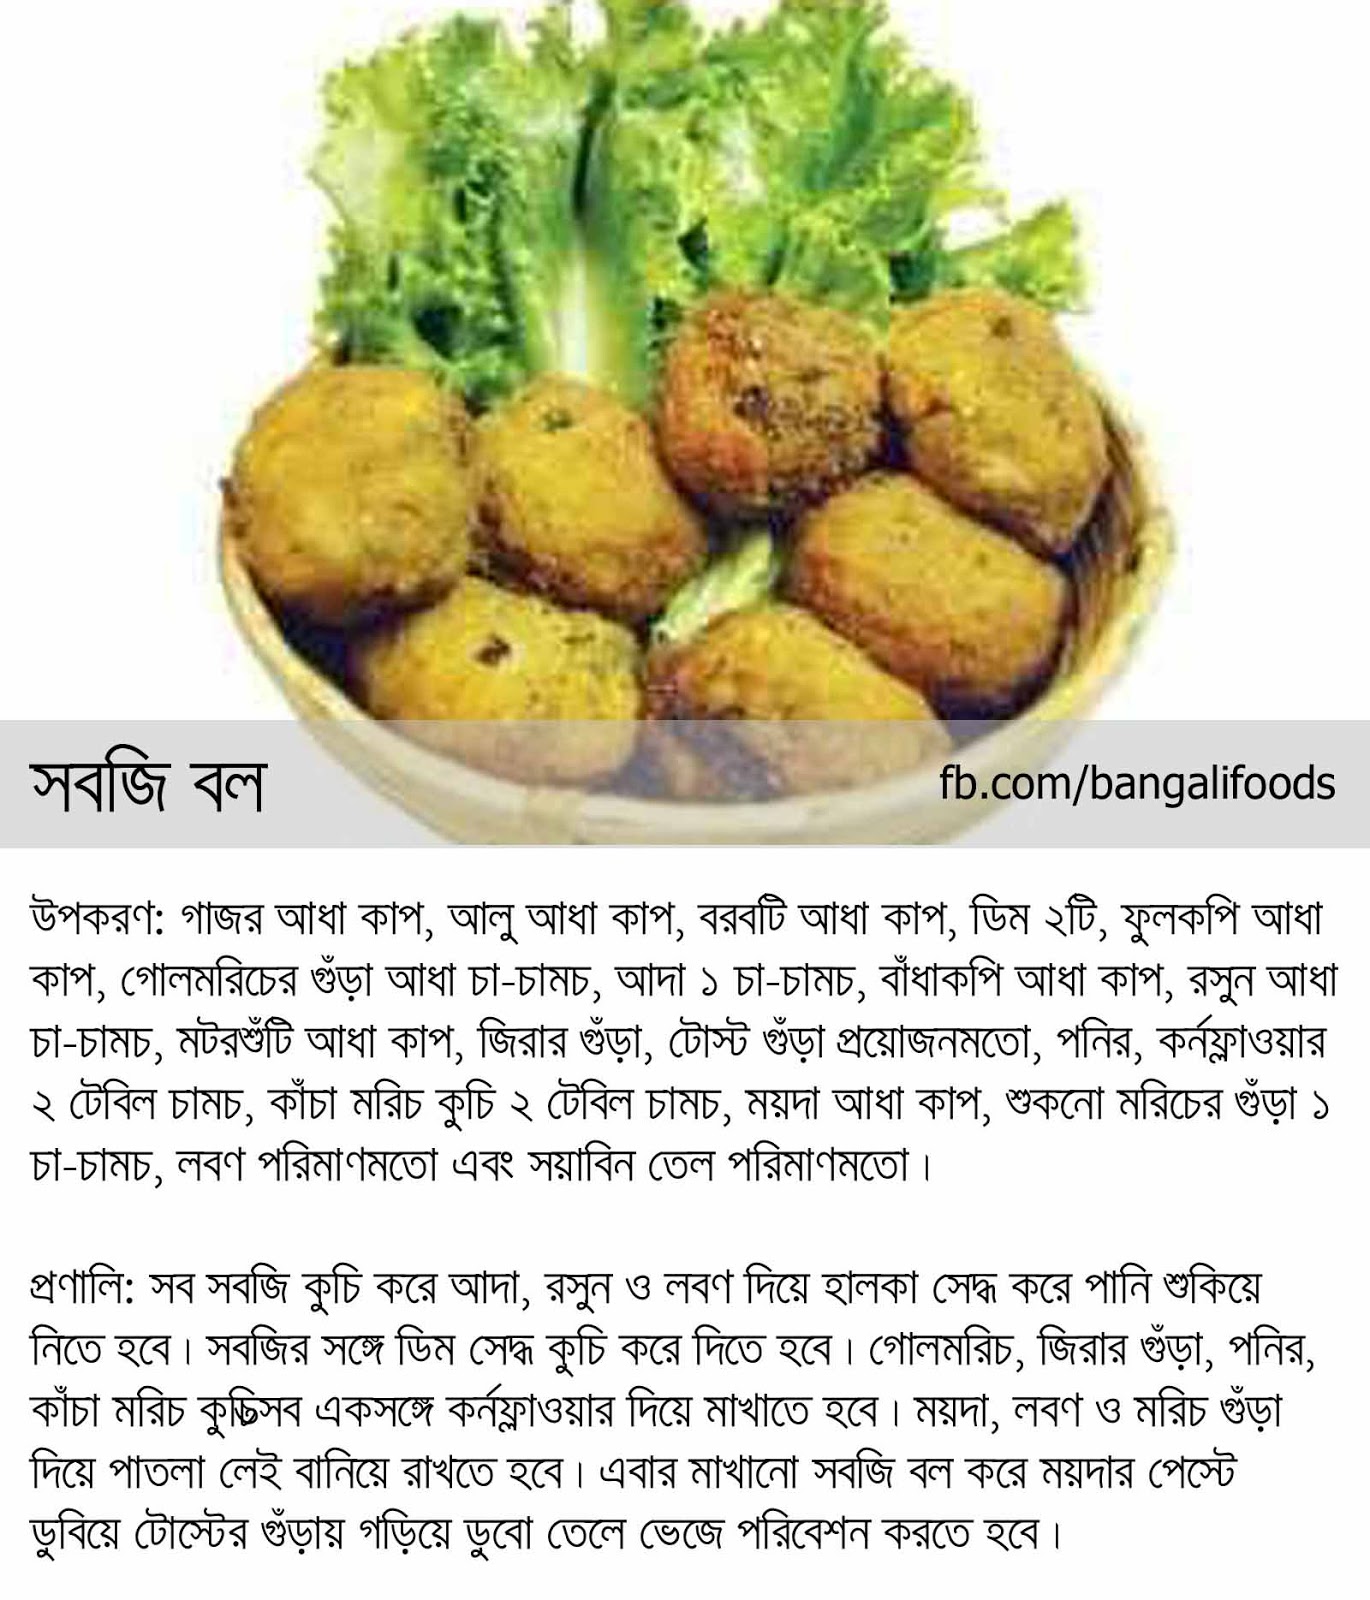 সবজি বল
fb.com/bangalifoods
উপকরণ: গাজর আধা কাপ, আলু আধা কাপ, বরবটি আধা কাপ, ডিম ২টি, ফুলকপি আধা
কাপ, গোলমরিচের গুঁড়া আধা চা-চামচ, আদা ১ চা-চামচ, বাঁধাকপি আধা কাপ, রসুন আধা
চা-চামচ, মটরশুঁটি আধা কাপ, জিরার গুঁড়া, টোস্ট গুঁড়া প্রয়োজনমতো, পনির, কর্নফ্লাওয়ার
২ টেবিল চামচ, কাঁচা মরিচ কুচি ২ টেবিল চামচ, ময়দা আধা কাপ, শুকনো মরিচের গুঁড়া ১
চা-চামচ, লবণ পরিমাণমতো এবং সয়াবিন তেল পরিমাণমতো।
প্রণালি: সব সবজি কুচি করে আদা, রসুন ও লবণ দিয়ে হালকা সেদ্ধ করে পানি শুকিয়ে
নিতে হবে। সবজির সঙ্গে ডিম সেদ্ধ কুচি করে দিতে হবে। গোলমরিচ, জিরার গুঁড়া, পনির,
কাঁচা মরিচ একসঙ্গে কর্নফ্লাওয়ার দিয়ে মাখাতে হবে। ময়দা, লবণ ও মরিচ গুঁড়া
দিয়ে পাতলা লেই বানিয়ে রাখতে হবে। এবার মাখানো সবজি বল করে ময়দার পেস্টে
ডুবিয়ে টোস্টের গুঁড়ায় গড়িয়ে ডুবো তেলে ভেজে পরিবেশন করতে হবে।